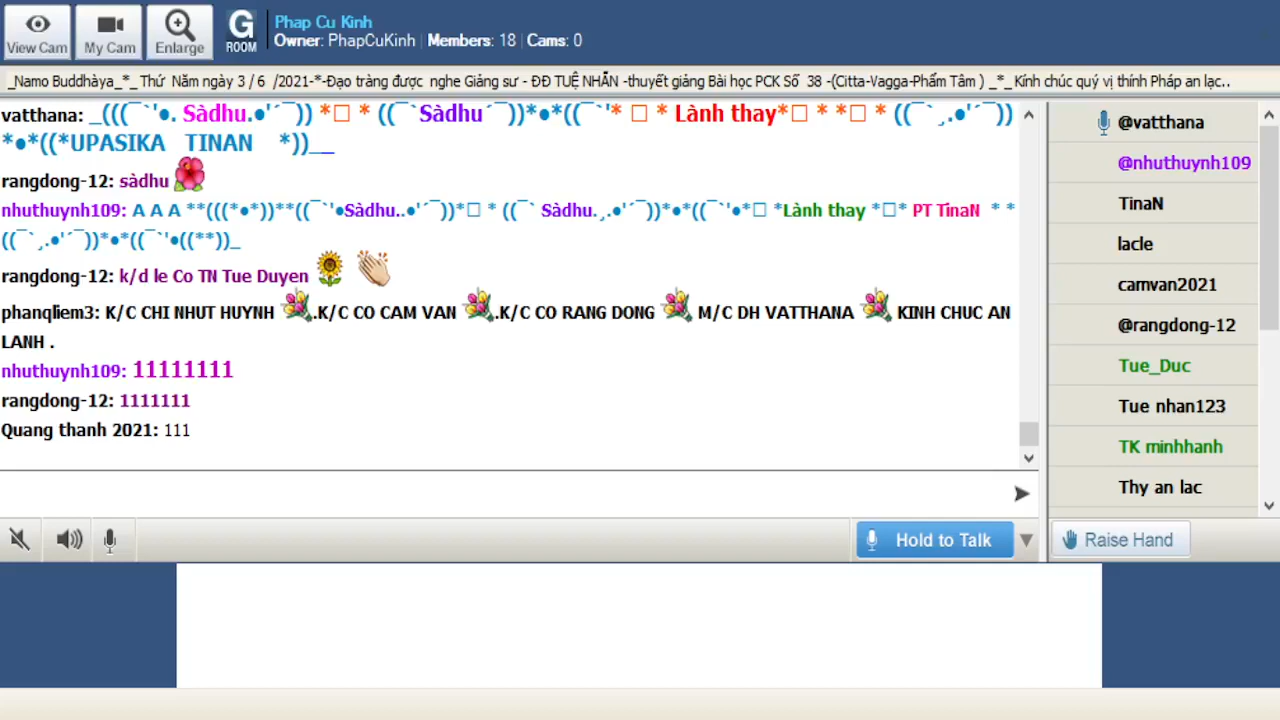 View Cam
My Cam
Enlarge
G
ROOM
Phap Cu Kinh
Owner: PhapCuKinh | Members: 18 | Cams: 0
_Namo Buddhàya_*_Thứ Năm ngày 3 / 6 /2021-*-Đạo tràng được nghe Giảng sư - ĐĐ TUỆ NHẪN -thuyết giảng Bài học PCK Số 38 -(Citta-Vagga-Phẩm Tâm ) _*_Kính chúc quý vị thính Pháp an lạc..
vatthana: _(((¯`'•. Sàdhu.•'´¯)) *□ * ((¯`Sàdhu´¯))*•*((¯`'* □ * Lành thay*□ * *□ * ((¯`¸.•'´¯))
*•*((*UPASIKA TINAN *))__
rangdong-12: sàdhu
nhuthuynh109: A A A **(((*•*))**((¯`'•Sàdhu..•'´¯))*□ * ((¯` Sàdhu.¸.•'´¯))*•*((¯`'•*□ *Lành thay *□* PT TinaN * *
((¯`¸.•'´¯))*•*((¯`'•((**))_
rangdong-12: k/d le Co TN Tue Duyen
phanqliem3: K/C CHI NHUT HUYNH .K/C CO CAM VAN .K/C CO RANG DONG M/C DH VATTHANA KINH CHUC AN
LANH .
nhuthuynh109: 11111111
rangdong-12: 1111111
Quang thanh 2021: 111
@vatthana
@nhuthuynh109
TinaN
lacle
camvan2021
@rangdong-12
Tue_Duc
Tue nhan123
TK minhhanh
Thy an lac
Hold to Talk
Raise Hand